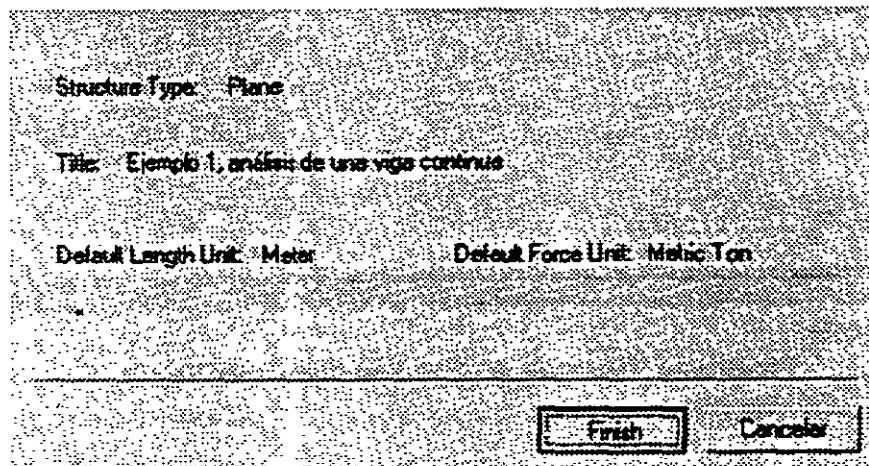 Structure Type: Plane
Title: Ejemplo 1, análisis de una viga continua
Default Length Unit: Meter Default Force Unit: Metric Ton
Finish Cancelar